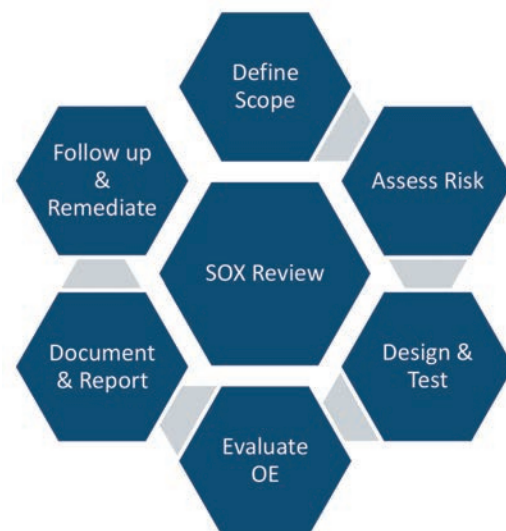 Define
Scope
Assess Risk
Design &
Test
Evaluate
OE
Document
& Report
Follow up
&
Remediate
SOX Review